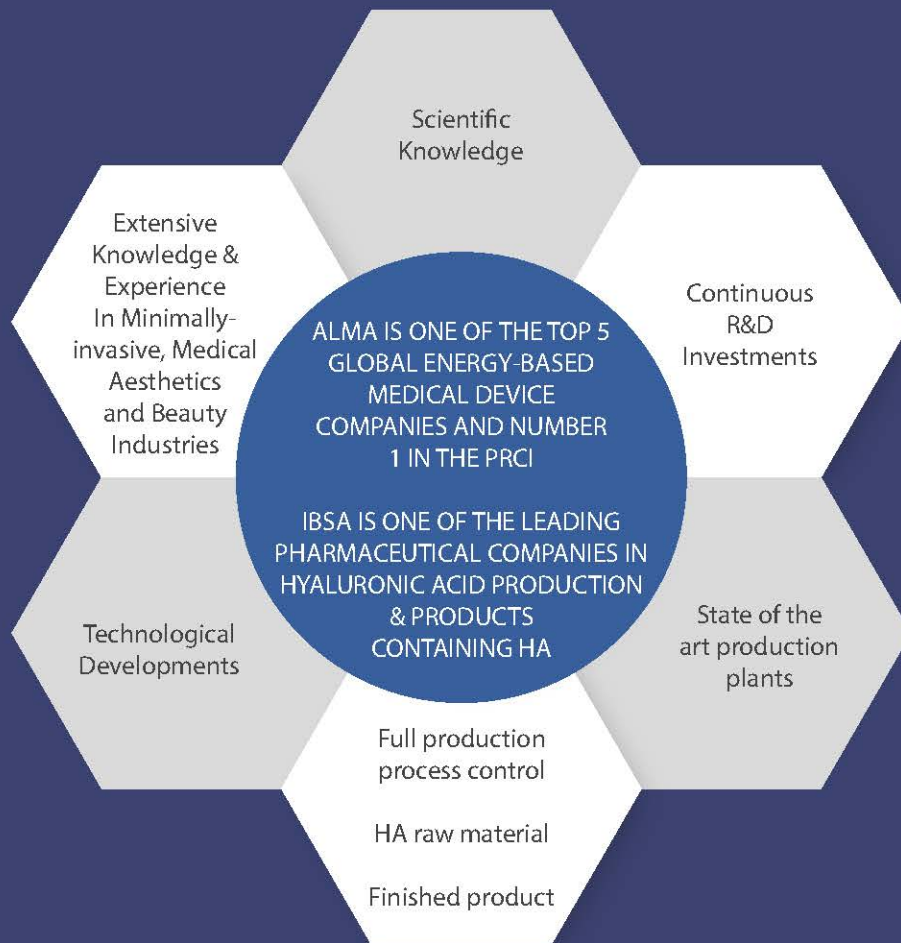 Scientific
Knowledge
Extensive
Knowledge &
Experience
In Minimally-
invasive, Medical
Aesthetics
and Beauty
Industries
Continuous
R&D
Investments
ALMA IS ONE OF THE TOP 5
GLOBAL ENERGY-BASED
MEDICAL DEVICE
COMPANIES AND NUMBER
1 IN THE PRCI
IBSA IS ONE OF THE LEADING
PHARMACEUTICAL COMPANIES IN
HYALURONIC ACID PRODUCTION
& PRODUCTS
CONTAINING HA
Technological
Developments
State of the
art production
plants
Full production
process control
HA raw material
Finished product